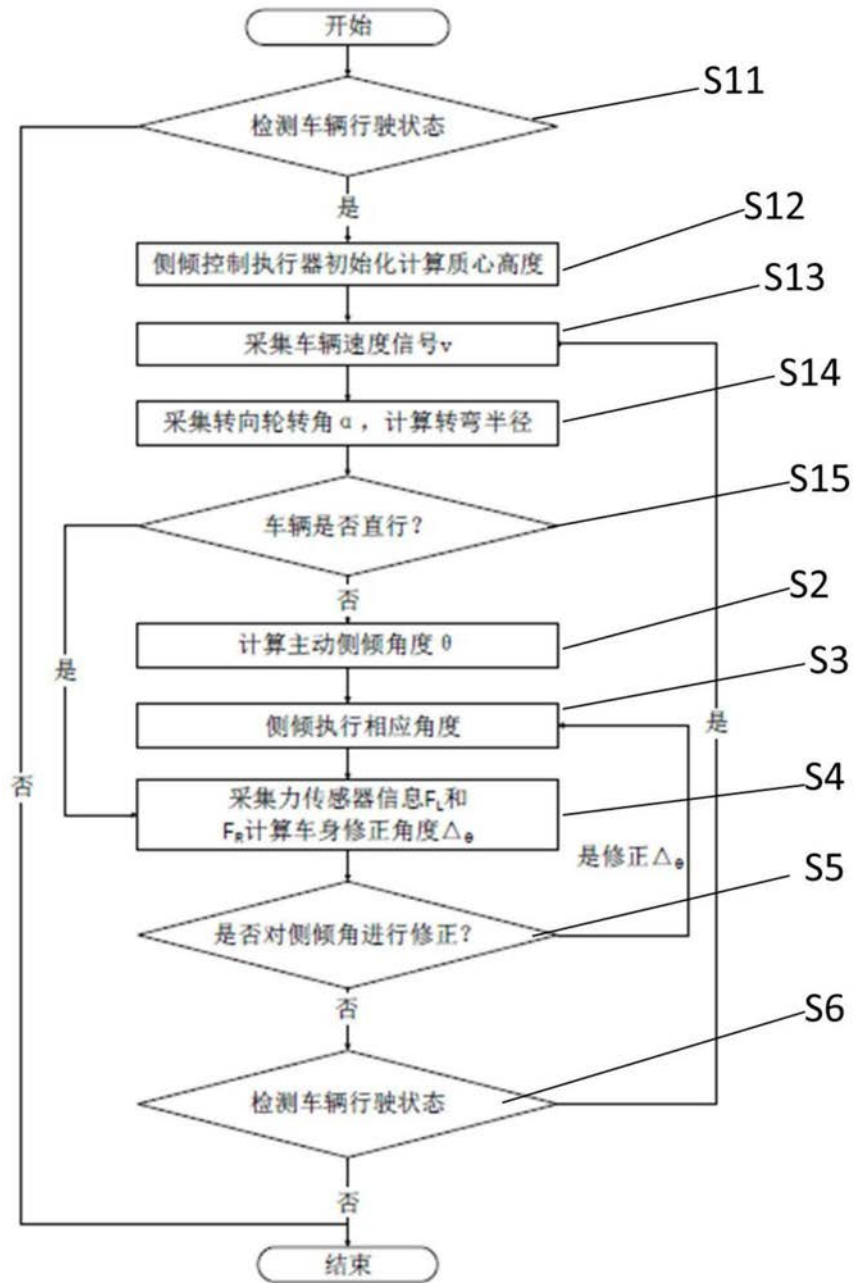 开始
S11
检测车辆行驶状态
是
S12
侧倾控制执行器初始化计算质心高度
S13
采集车辆速度信号v
S14
采集转向轮转角α，计算转弯半径
S15
车辆是否直行？
否
S2
计算主动侧倾角度θ
是
S3
侧倾执行相应角度
是
否
S4
采集力传感器信息FL和
FR计算车身修正角度△θ
是修正△θ
S5
是否对侧倾角进行修正？
否
S6
检测车辆行驶状态
否
结束